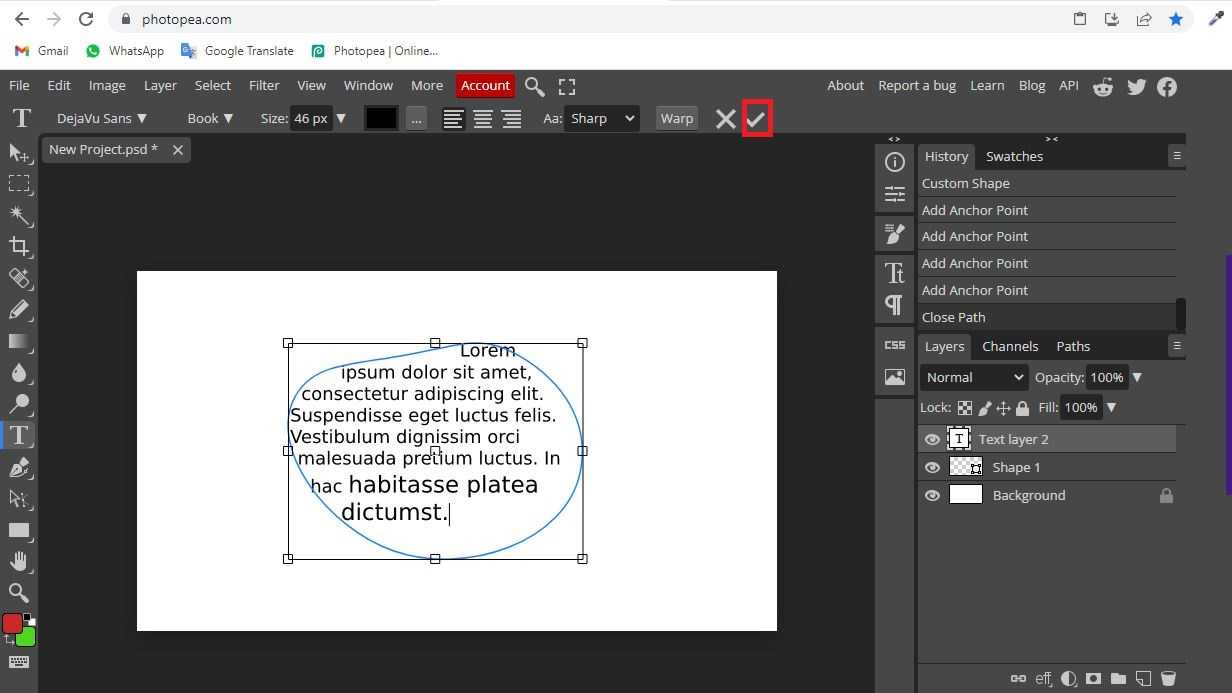 photopea.com
Gmail WhatsApp Google Translate Photopea | Online...
File Edit Image Layer Select Filter View Window More Account About Report a bug Learn Blog API
T DejaVu Sans ▼ Book ▼ Size: 46 px ▼ ... Aa: Sharp Warp
New Project.psd *
< > > <
History Swatches
Custom Shape
Add Anchor Point
Add Anchor Point
Add Anchor Point
Add Anchor Point
Close Path
CSS
Layers Channels Paths
Normal Opacity: 100% ▼
Lock: Fill: 100% ▼
T Text layer 2
Shape 1
Background
Lorem
ipsum dolor sit amet,
consectetur adipiscing elit.
Suspendisse eget luctus felis.
Vestibulum dignissim orci
malesuada pretium luctus. In
hac habitasse platea
dictumst.
eff